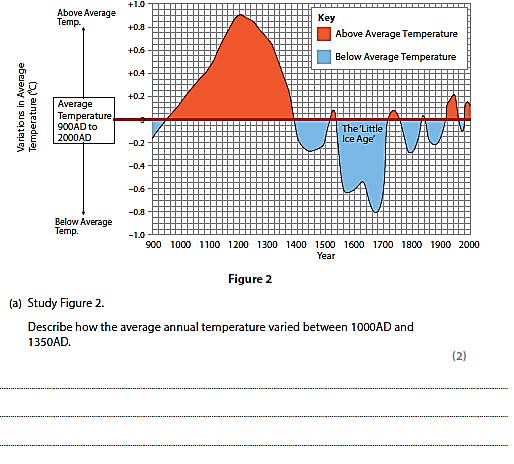 Above Average
Temp.
Variations in Average
Temperature (°C)
Average
Temperature
900AD to
2000AD
Below Average
Temp.
+1.0
+0.8
+0.6
+0.4
+0.2
0
−0.2
−0.4
−0.6
−0.8
−1.0
Key
Above Average Temperature
Below Average Temperature
The 'Little
Ice Age'
900 1000 1100 1200 1300 1400 1500 1600 1700 1800 1900 2000
Year
Figure 2
(a) Study Figure 2.
Describe how the average annual temperature varied between 1000AD and
1350AD.
(2)